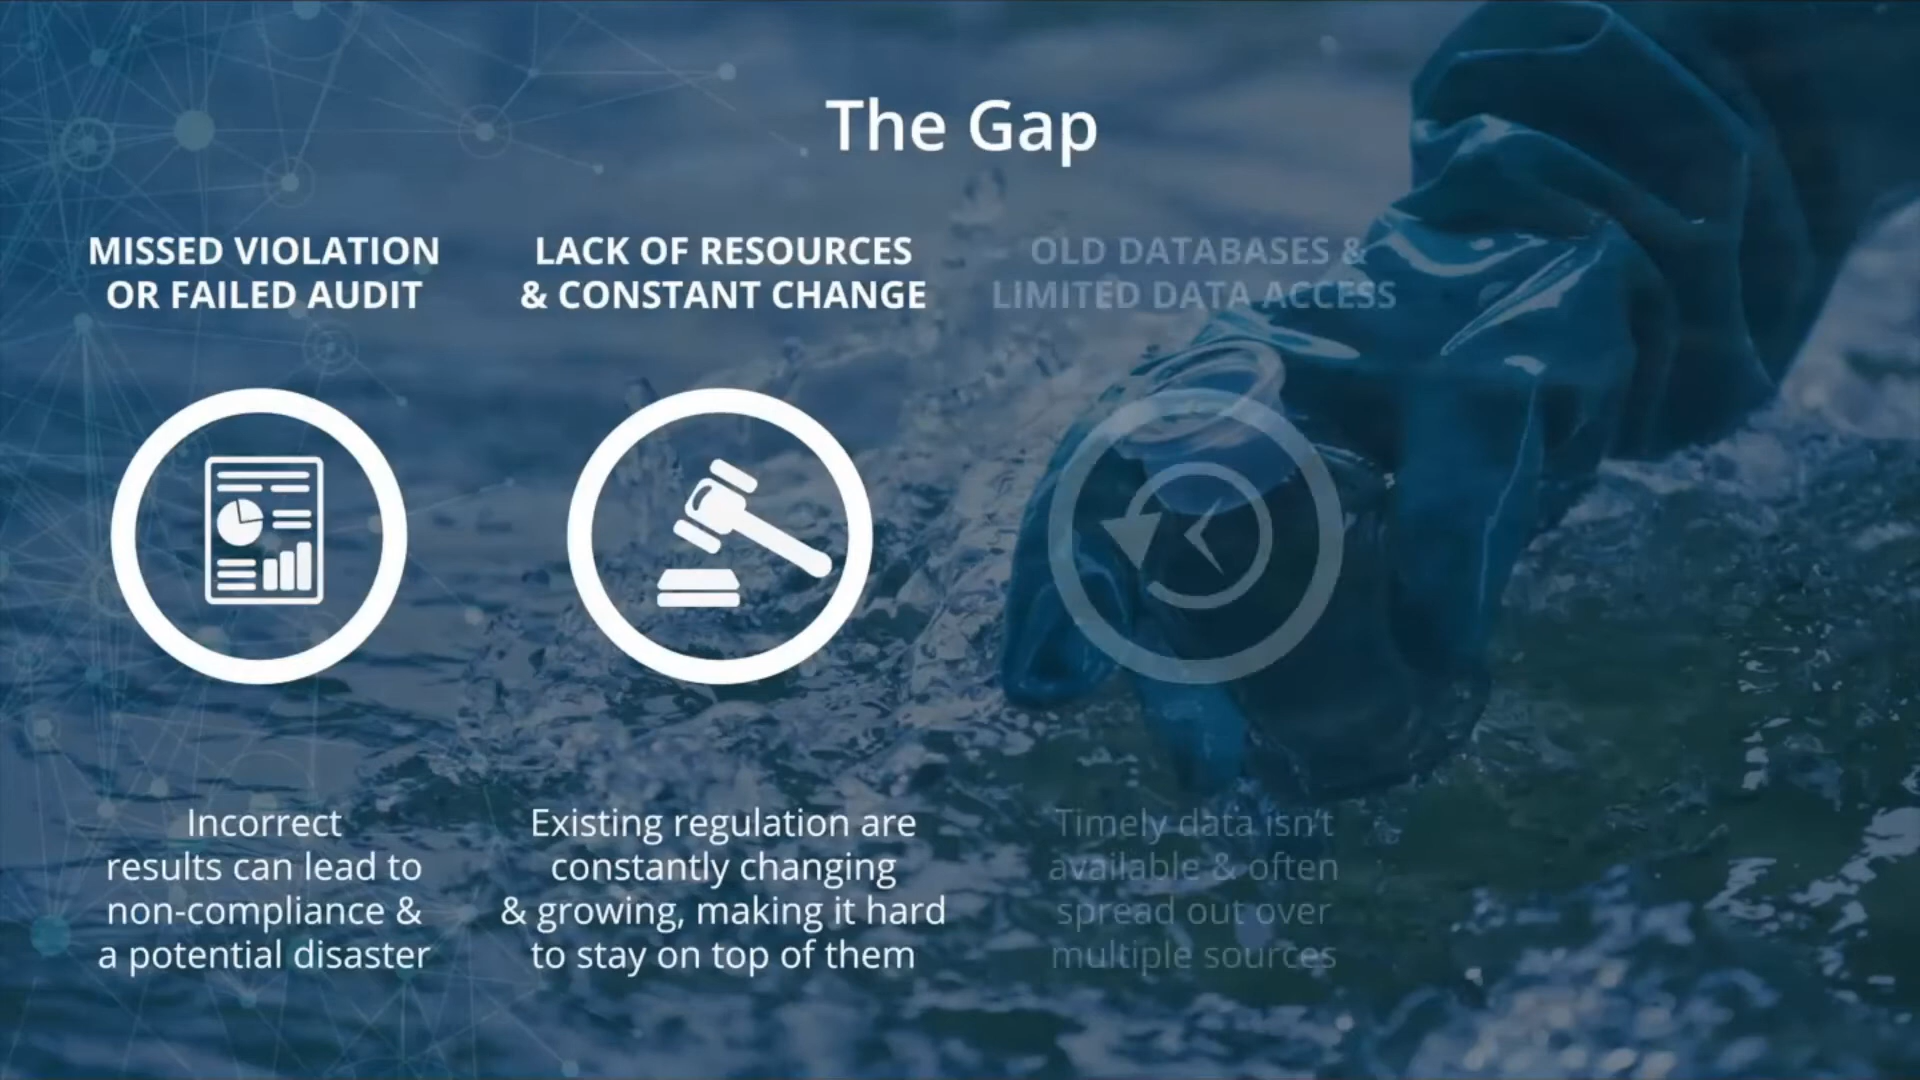 The Gap
MISSED VIOLATION
OR FAILED AUDIT
Incorrect
results can lead to
non-compliance &
a potential disaster
LACK OF RESOURCES
& CONSTANT CHANGE
Existing regulation are
constantly changing
& growing, making it hard
to stay on top of them
OLD DATABASES &
LIMITED DATA ACCESS
Timely data isn't
available & often
spread out over
multiple sources